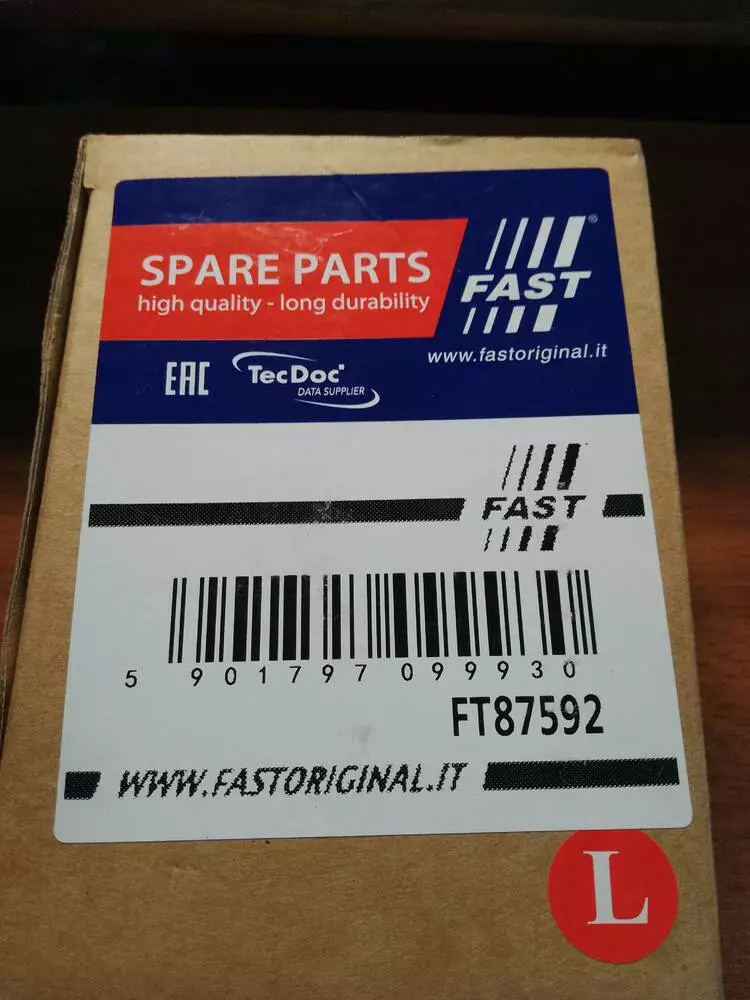 SPARE PARTS
high quality - long durability
FAST®
www.fastoriginal.it
EAC
TecDoc®
DATA SUPPLIER
FAST
5 901797 099930
FT87592
WWW.FASTORIGINAL.IT
L